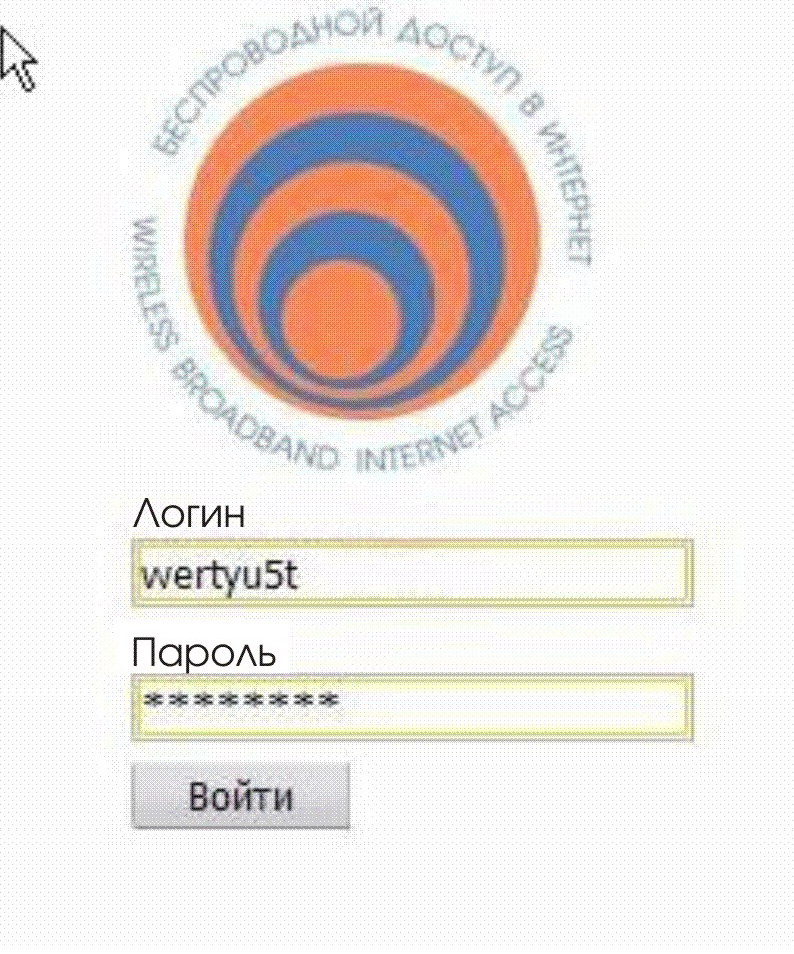 БЕСПРОВОДНОЙ ДОСТУП В ИНТЕРНЕТ
WIRELESS BROADBAND INTERNET ACCESS
Логин
wertyu5t
Пароль
********
Войти